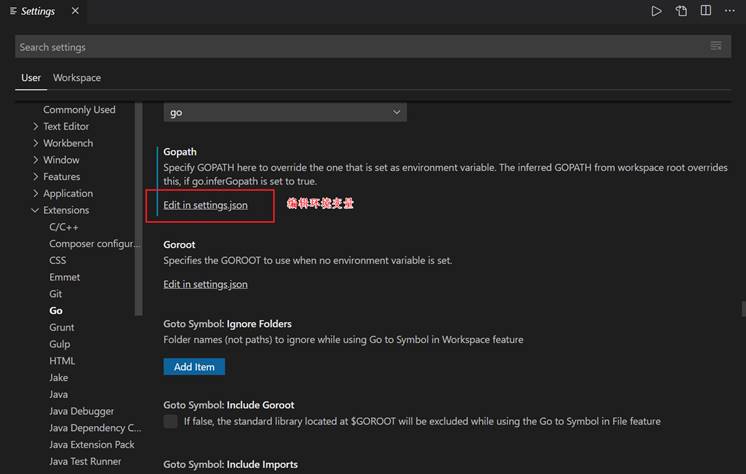 Settings
Search settings
User Workspace
Commonly Used
Text Editor
Workbench
Window
Features
Application
Extensions
C/C++
Composer configur...
CSS
Emmet
Git
Go
Grunt
Gulp
HTML
Jake
Java
Java Debugger
Java Dependency C...
Java Extension Pack
Java Test Runner
go
Gopath
Specify GOPATH here to override the one that is set as environment variable. The inferred GOPATH from workspace root overrides
this, if go.inferGopath is set to true.
Edit in settings.json
编辑环境变量
Goroot
Specifies the GOROOT to use when no environment variable is set.
Edit in settings.json
Goto Symbol: Ignore Folders
Folder names (not paths) to ignore while using Go to Symbol in Workspace feature
Add Item
Goto Symbol: Include Goroot
If false, the standard library located at $GOROOT will be excluded while using the Go to Symbol in File feature
Goto Symbol: Include Imports